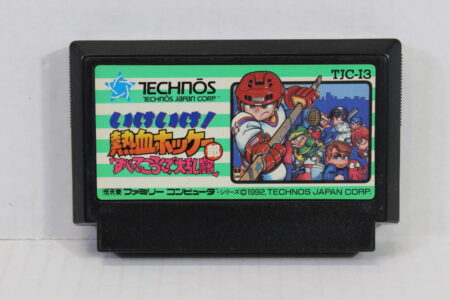 TECHNŌS
TECHNOS JAPAN CORP.
TJC-I3
いけいけ!
熱血ホッケー部
すべってころんで大乱闘
任天堂 ファミリー コンピュータ・シリーズ ©1992 TECHNOS JAPAN CORP.